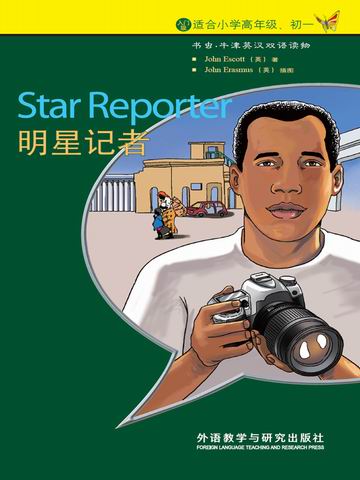 适合小学高年级、初一
书虫·牛津英汉双语读物
John Escott (英) 著
John Erasmus (英) 插图
Star Reporter
明星记者
外语教学与研究出版社
FOREIGN LANGUAGE TEACHING AND RESEARCH PRESS